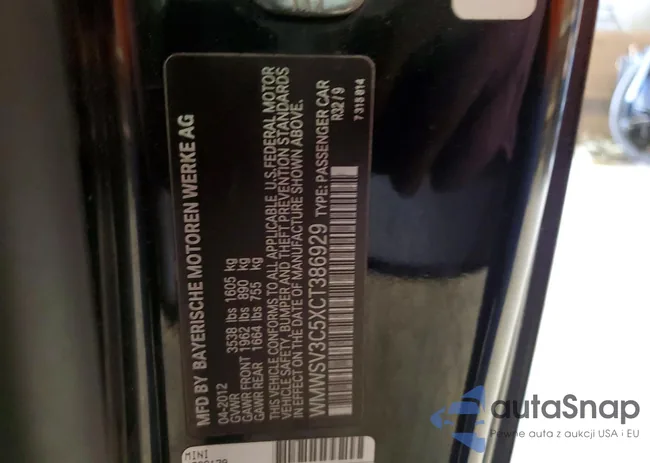 MFD BY BAYERISCHE MOTOREN WERKE AG
04-2012
GVWR 3538 lbs 1605 kg
GAWR FRONT 1962 lbs 890 kg
GAWR REAR 1664 lbs 755 kg
THIS VEHICLE CONFORMS TO ALL APPLICABLE U.S. FEDERAL MOTOR
VEHICLE SAFETY, BUMPER AND THEFT PREVENTION STANDARDS
IN EFFECT ON THE DATE OF MANUFACTURE SHOWN ABOVE.
WMWSV3C5XCT386929 TYPE: PASSENGER CAR
R32/9
7318814
MINI
autaSnap
Pewne auta z aukcji USA i EU